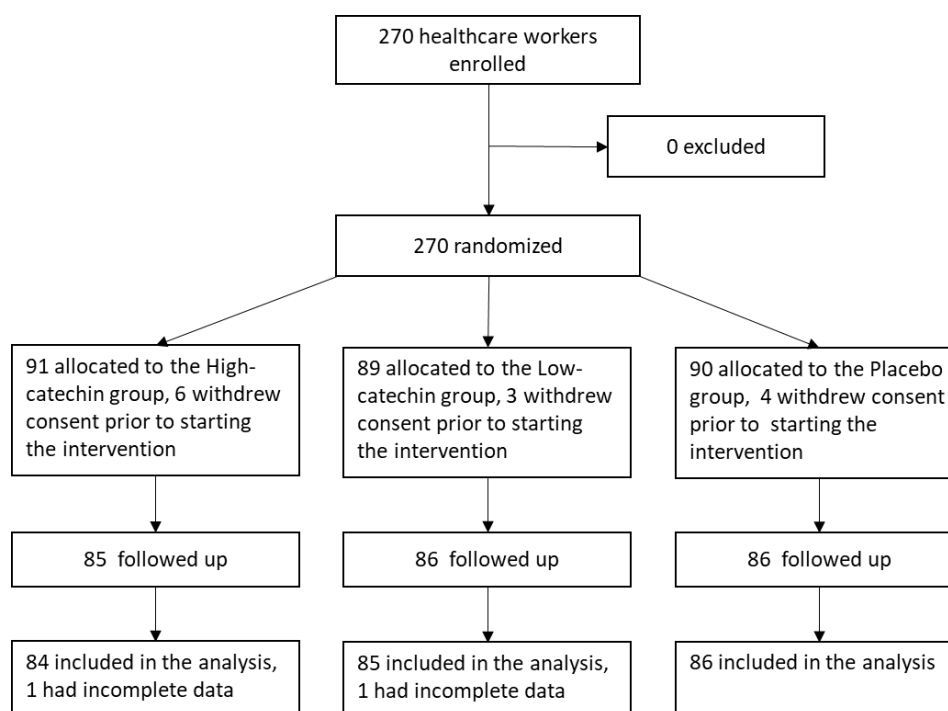 270 healthcare workers
enrolled
0 excluded
270 randomized
91 allocated to the High-
catechin group, 6 withdrew
consent prior to starting
the intervention
89 allocated to the Low-
catechin group, 3 withdrew
consent prior to starting
the intervention
90 allocated to the Placebo
group, 4 withdrew consent
prior to starting the
intervention
85 followed up
86 followed up
86 followed up
84 included in the analysis,
1 had incomplete data
85 included in the analysis,
1 had incomplete data
86 included in the analysis